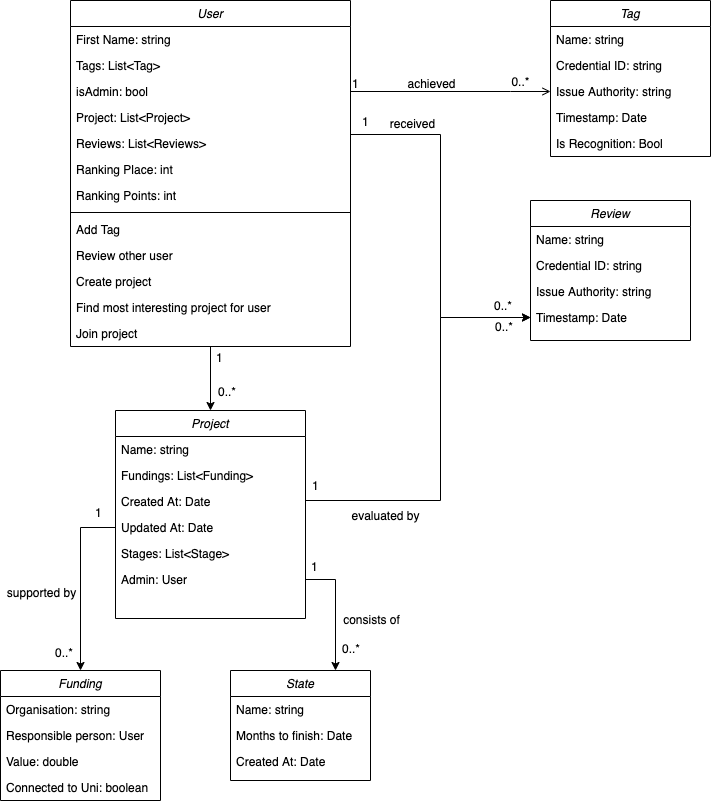 User
First Name: string
Tags: List<Tag>
isAdmin: bool
Project: List<Project>
Reviews: List<Reviews>
Ranking Place: int
Ranking Points: int
Add Tag
Review other user
Create project
Find most interesting project for user
Join project
1
achieved
0..*
Tag
Name: string
Credential ID: string
Issue Authority: string
Timestamp: Date
Is Recognition: Bool
1
received
Review
Name: string
Credential ID: string
Issue Authority: string
Timestamp: Date
0..*
0..*
1
0..*
Project
Name: string
Fundings: List<Funding>
Created At: Date
Updated At: Date
Stages: List<Stage>
Admin: User
1
evaluated by
1
supported by
0..*
1
consists of
0..*
Funding
Organisation: string
Responsible person: User
Value: double
Connected to Uni: boolean
State
Name: string
Months to finish: Date
Created At: Date